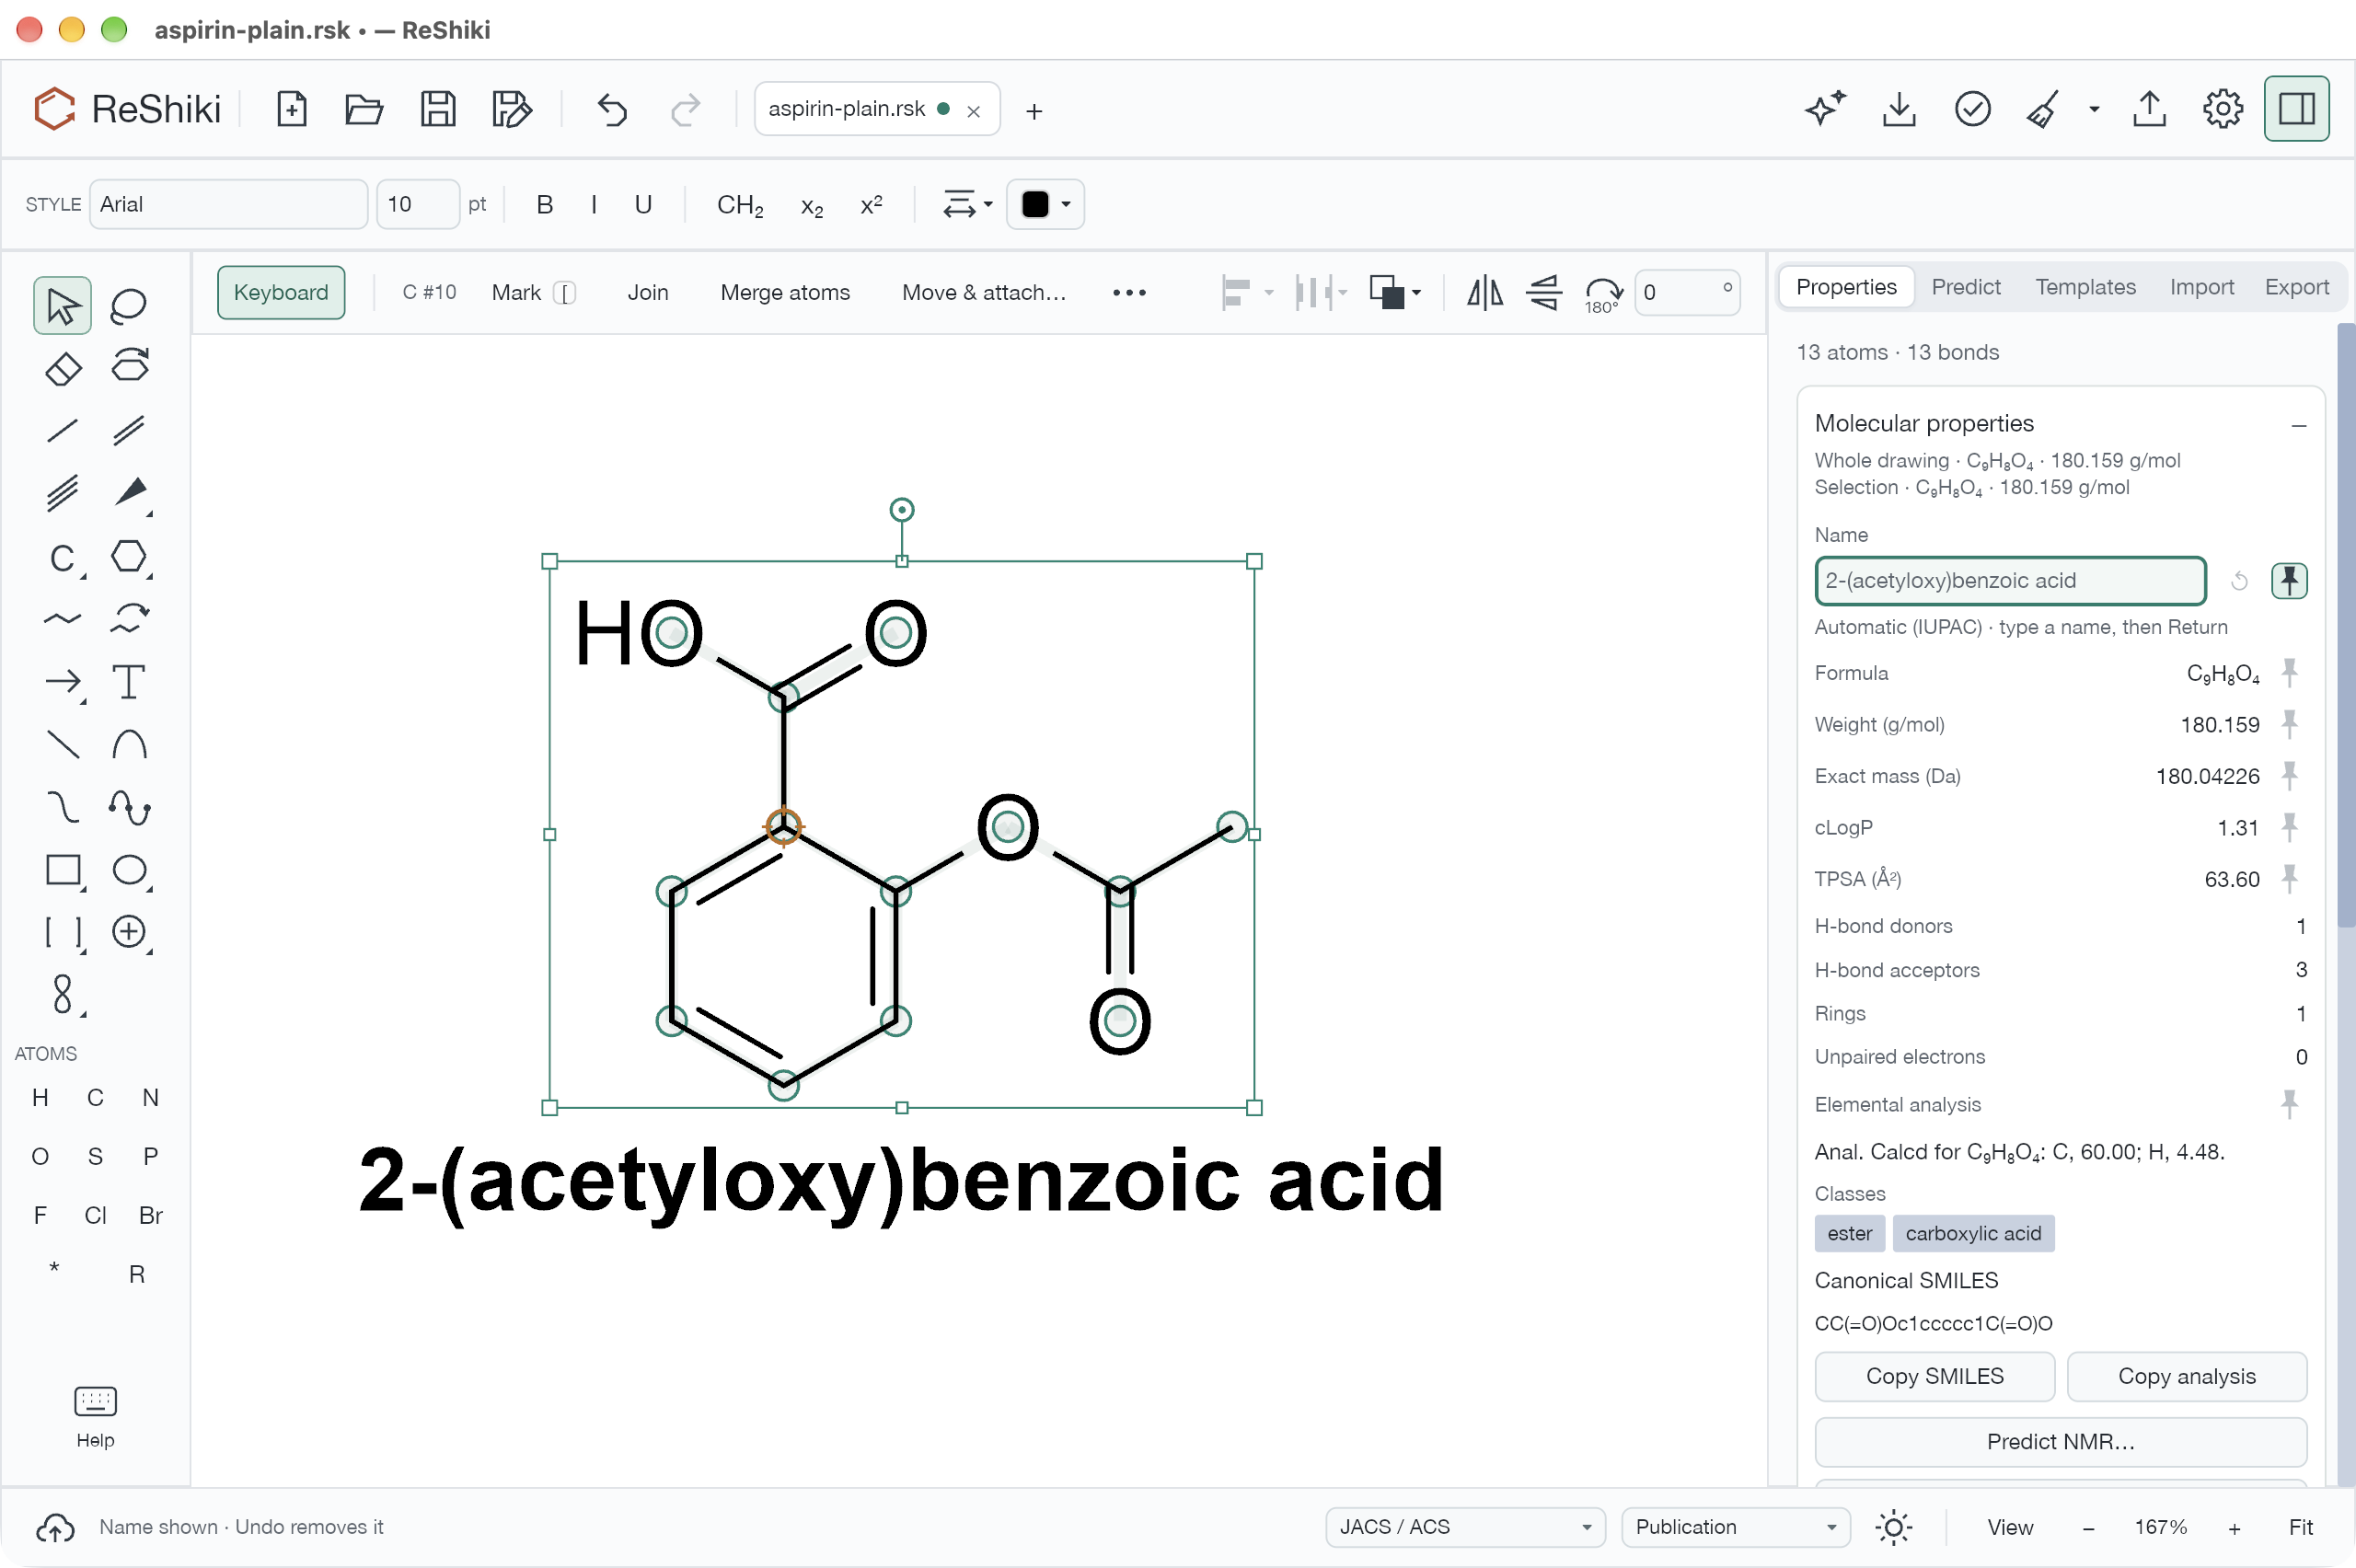 aspirin-plain.rsk • — ReShiki
ReShiki
aspirin-plain.rsk
STYLE Arial 10 pt B I U CH₂ x₂ x²
Keyboard C #10 Mark [ Join Merge atoms Move & attach... ••• 180° 0 °
Properties Predict Templates Import Export
13 atoms · 13 bonds
Molecular properties
Whole drawing · C₉H₈O₄ · 180.159 g/mol
Selection · C₉H₈O₄ · 180.159 g/mol
Name
2-(acetyloxy)benzoic acid
Automatic (IUPAC) · type a name, then Return
Formula C₉H₈O₄
Weight (g/mol) 180.159
Exact mass (Da) 180.04226
cLogP 1.31
TPSA (Å²) 63.60
H-bond donors 1
H-bond acceptors 3
Rings 1
Unpaired electrons 0
Elemental analysis
Anal. Calcd for C₉H₈O₄: C, 60.00; H, 4.48.
Classes
ester carboxylic acid
Canonical SMILES
CC(=O)Oc1ccccc1C(=O)O
Copy SMILES Copy analysis
Predict NMR...
C
T
[ ]
ATOMS
H C N
O S P
F Cl Br
* R
Help
HO O
O
O
2-(acetyloxy)benzoic acid
Name shown · Undo removes it
JACS / ACS Publication View – 167% + Fit